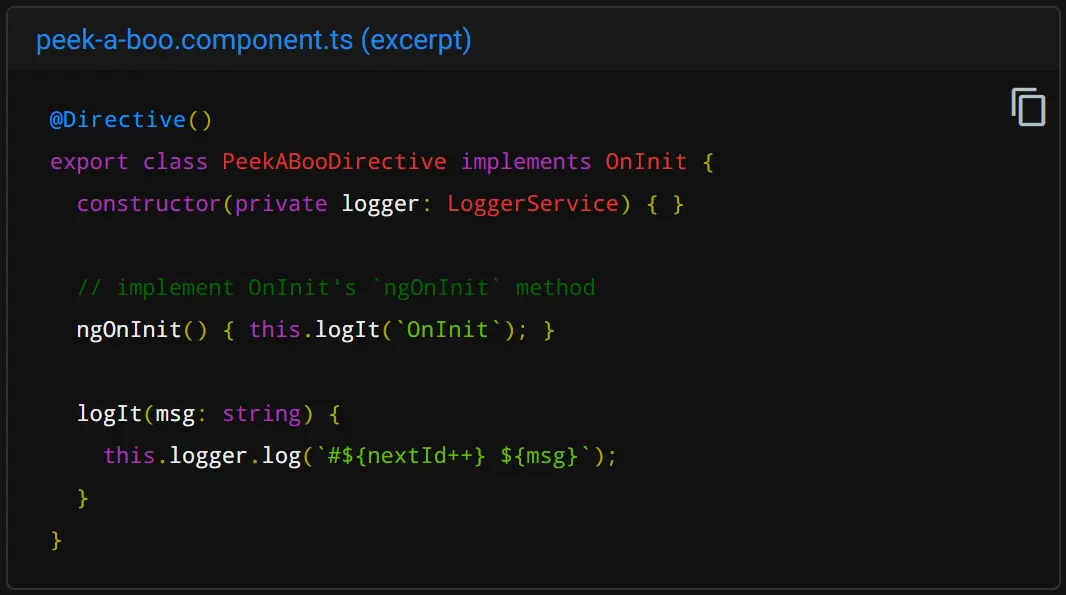 peek-a-boo.component.ts (excerpt)
@Directive()
export class PeekABooDirective implements OnInit {
  constructor(private logger: LoggerService) { }

  // implement OnInit's `ngOnInit` method
  ngOnInit() { this.logIt(`OnInit`); }

  logIt(msg: string) {
    this.logger.log(`#${nextId++} ${msg}`);
  }
}